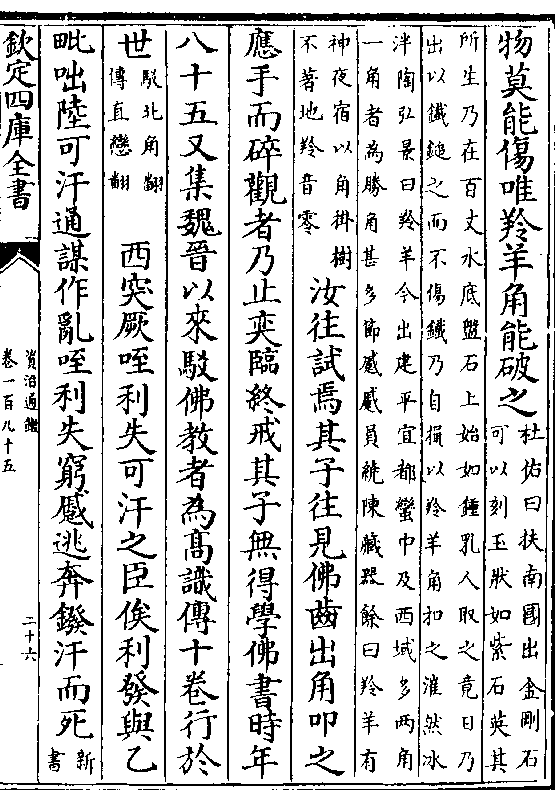 物莫能傷唯羚羊角能破之杜佑曰扶南國出金剛石可以刻玉狀如紫石英其
所生乃在百丈水底盤石上始如鍾乳人取之竟日乃
出以鐵鎚之而不傷鐵乃自損以羚羊角扣之漼然冰
泮陶弘景曰羚羊今出建平宜都蠻中及西域多兩角
一角者為勝角甚多節蹙蹙員繞陳藏器餘曰羚羊有
神夜宿以角掛樹不著地羚音零汝往試焉其子往見佛齒出角叩之
應手而碎觀者乃止奕臨終戒其子無得學佛書時年
八十五又集魏晉以來駁佛教者為高識傳十卷行於
世駁北角翻傳直戀翻　西突厥咥利失可汗之臣俟利發與乙
毗咄陸可汗通謀作亂咥利失窮蹙逃奔鏺汗而死新書
欽定四庫全書
資治通鑑
卷一百八十五
二十六